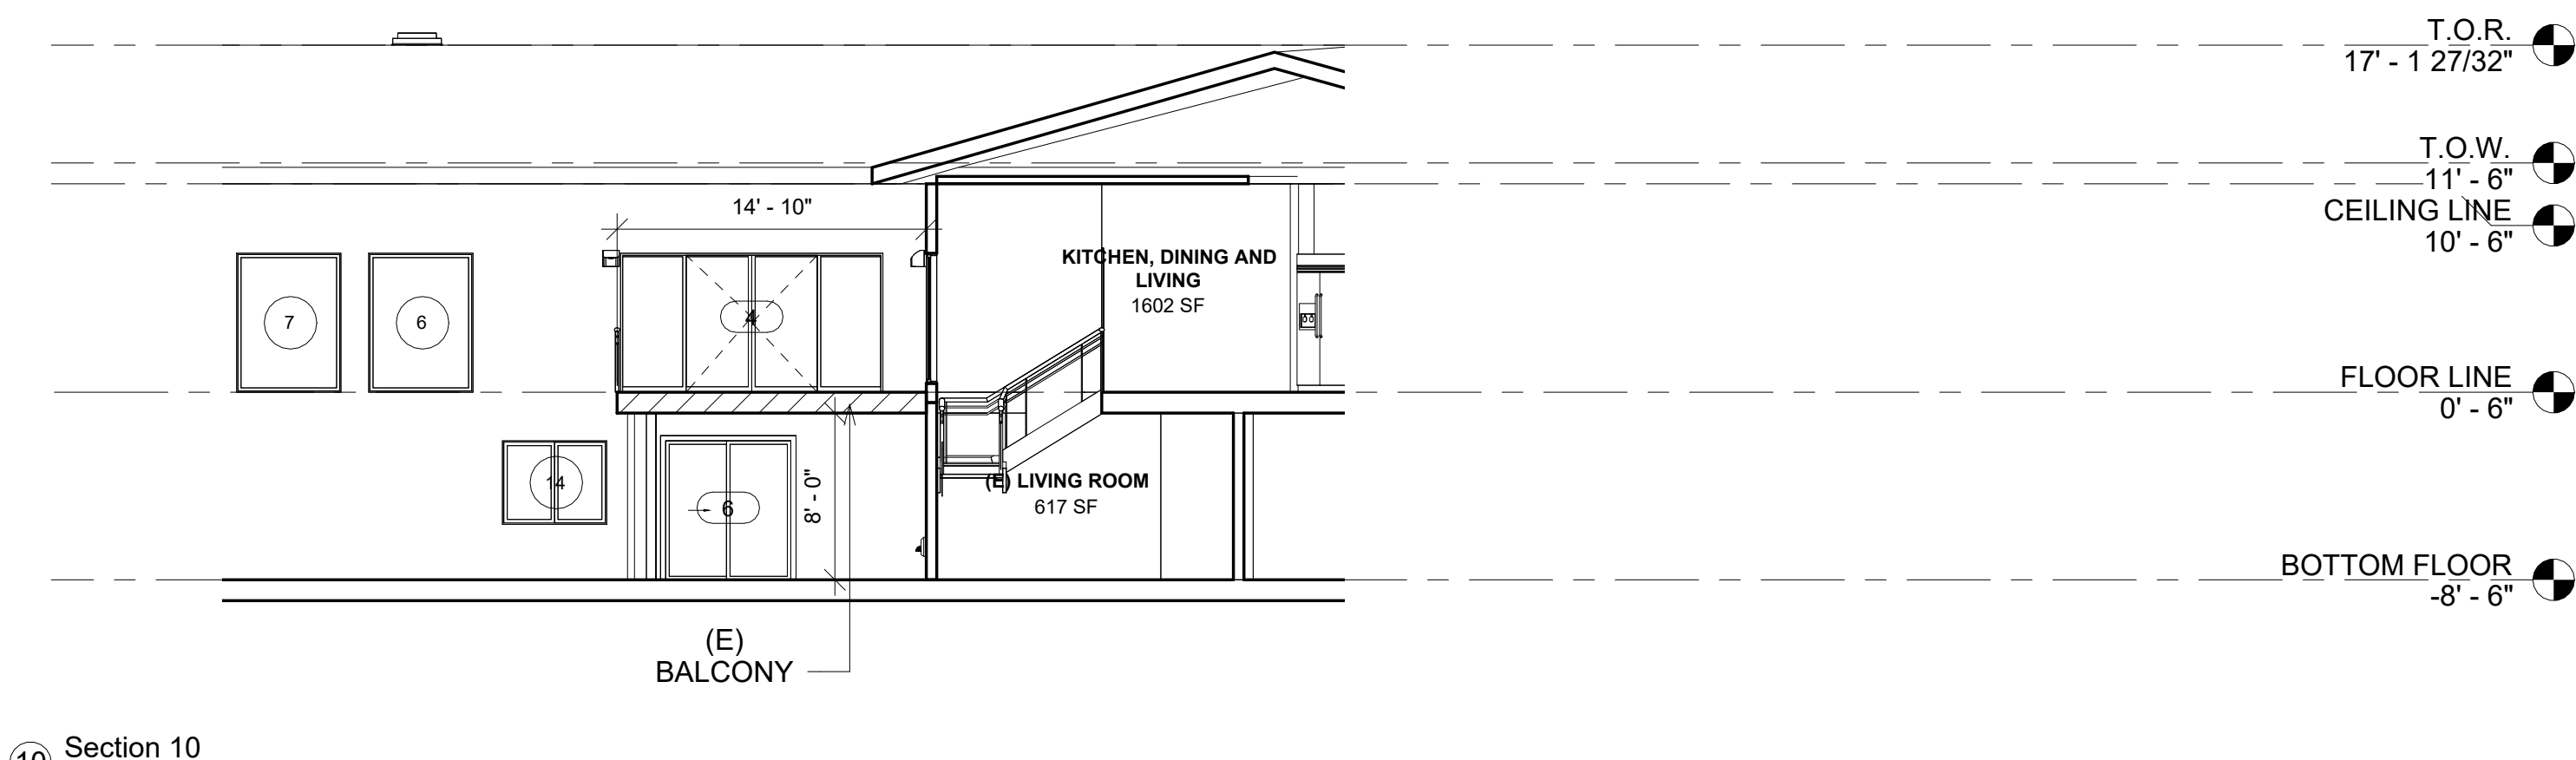 T.O.R.
17' - 1 27/32"
T.O.W.
11' - 6"
CEILING LINE
10' - 6"
14' - 10"
KITCHEN, DINING AND
LIVING
1602 SF
7
6
4
FLOOR LINE
0' - 6"
14
6
8' - 0"
(E) LIVING ROOM
617 SF
BOTTOM FLOOR
-8' - 6"
(E)
BALCONY
10
Section 10